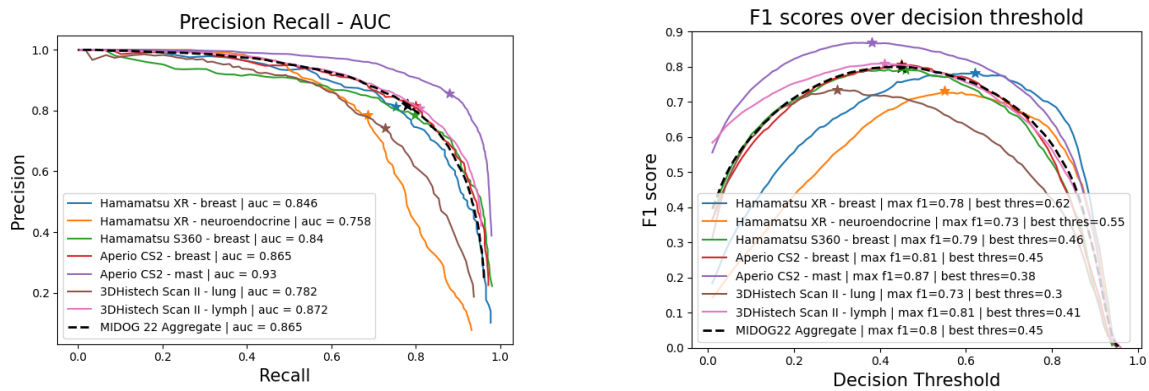 Precision Recall - AUC
Precision
1.0
0.8
0.6
0.4
0.2
Hamamatsu XR - breast | auc = 0.846
Hamamatsu XR - neuroendocrine | auc = 0.758
Hamamatsu S360 - breast | auc = 0.84
Aperio CS2 - breast | auc = 0.865
Aperio CS2 - mast | auc = 0.93
3DHistech Scan II - lung | auc = 0.782
3DHistech Scan II - lymph | auc = 0.872
MIDOG 22 Aggregate | auc = 0.865
0.0 0.2 0.4 0.6 0.8 1.0
Recall
F1 scores over decision threshold
F1 score
0.9
0.8
0.7
0.6
0.5
0.4
0.3
0.2
0.1
0.0
Hamamatsu XR - breast | max f1=0.78 | best thres=0.62
Hamamatsu XR - neuroendocrine | max f1=0.73 | best thres=0.55
Hamamatsu S360 - breast | max f1=0.79 | best thres=0.46
Aperio CS2 - breast | max f1=0.81 | best thres=0.45
Aperio CS2 - mast | max f1=0.87 | best thres=0.38
3DHistech Scan II - lung | max f1=0.73 | best thres=0.3
3DHistech Scan II - lymph | max f1=0.81 | best thres=0.41
MIDOG22 Aggregate | max f1=0.8 | best thres=0.45
0.0 0.2 0.4 0.6 0.8 1.0
Decision Threshold